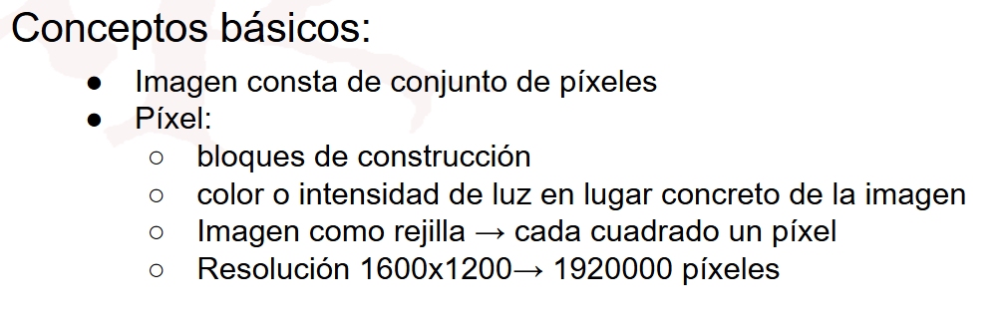 Conceptos básicos:
● Imagen consta de conjunto de píxeles
● Píxel:
○ bloques de construcción
○ color o intensidad de luz en lugar concreto de la imagen
○ Imagen como rejilla → cada cuadrado un píxel
○ Resolución 1600x1200→ 1920000 píxeles